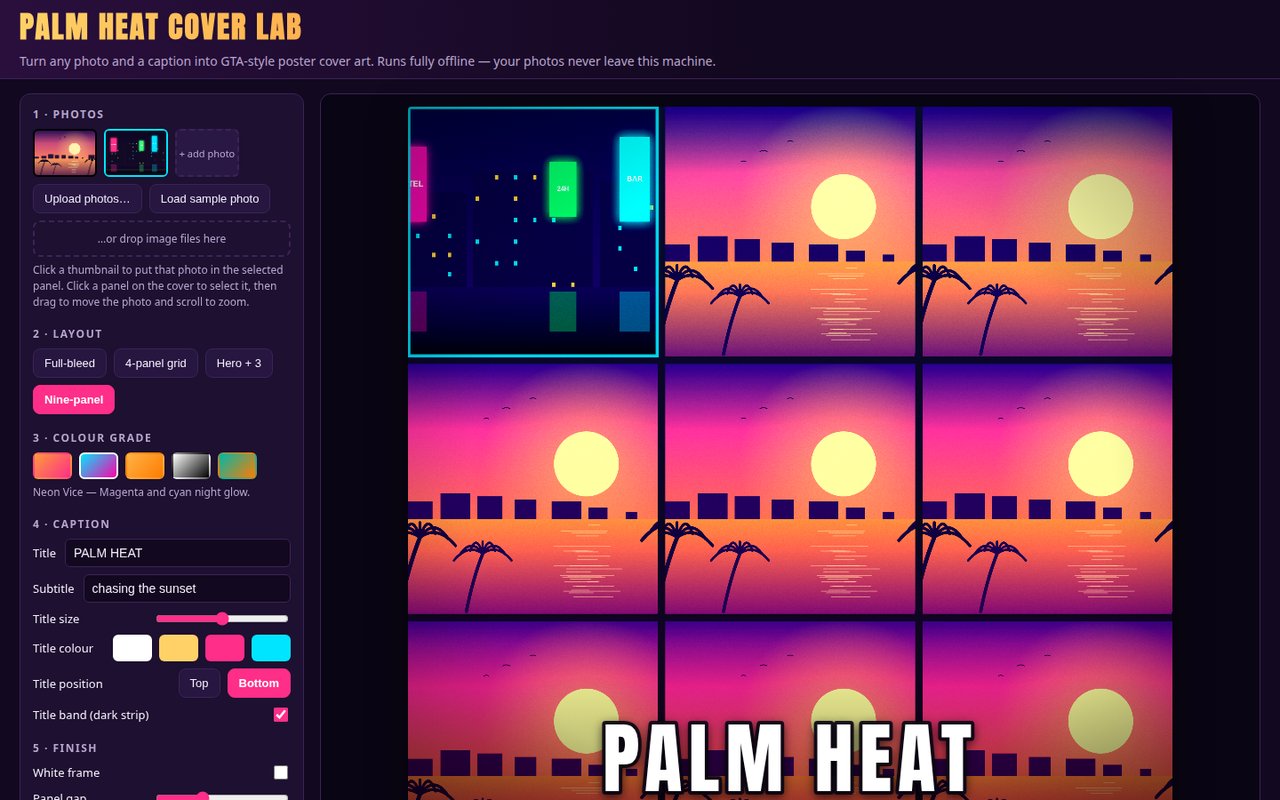 PALM HEAT COVER LAB
Turn any photo and a caption into GTA-style poster cover art. Runs fully offline — your photos never leave this machine.
1 · PHOTOS
+ add photo
Upload photos…
Load sample photo
...or drop image files here
Click a thumbnail to put that photo in the selected
panel. Click a panel on the cover to select it, then
drag to move the photo and scroll to zoom.
2 · LAYOUT
Full-bleed
4-panel grid
Hero + 3
Nine-panel
3 · COLOUR GRADE
Neon Vice — Magenta and cyan night glow.
4 · CAPTION
Title
PALM HEAT
Subtitle
chasing the sunset
Title size
Title colour
Title position
Top
Bottom
Title band (dark strip)
5 · FINISH
White frame
Panel gap
TEL
24H
BAR
PALM HEAT